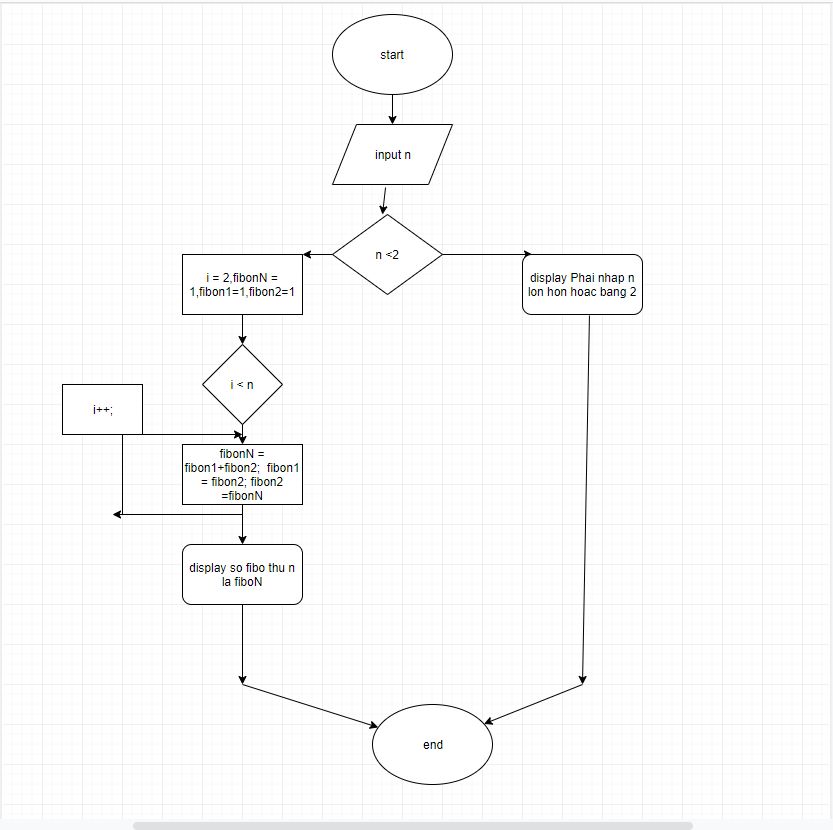 start
input n
n <2
i = 2,fibonN =
1,fibon1=1,fibon2=1
display Phai nhap n
lon hon hoac bang 2
i < n
i++;
fibonN =
fibon1+fibon2; fibon1
= fibon2; fibon2
=fibonN
display so fibo thu n
la fiboN
end